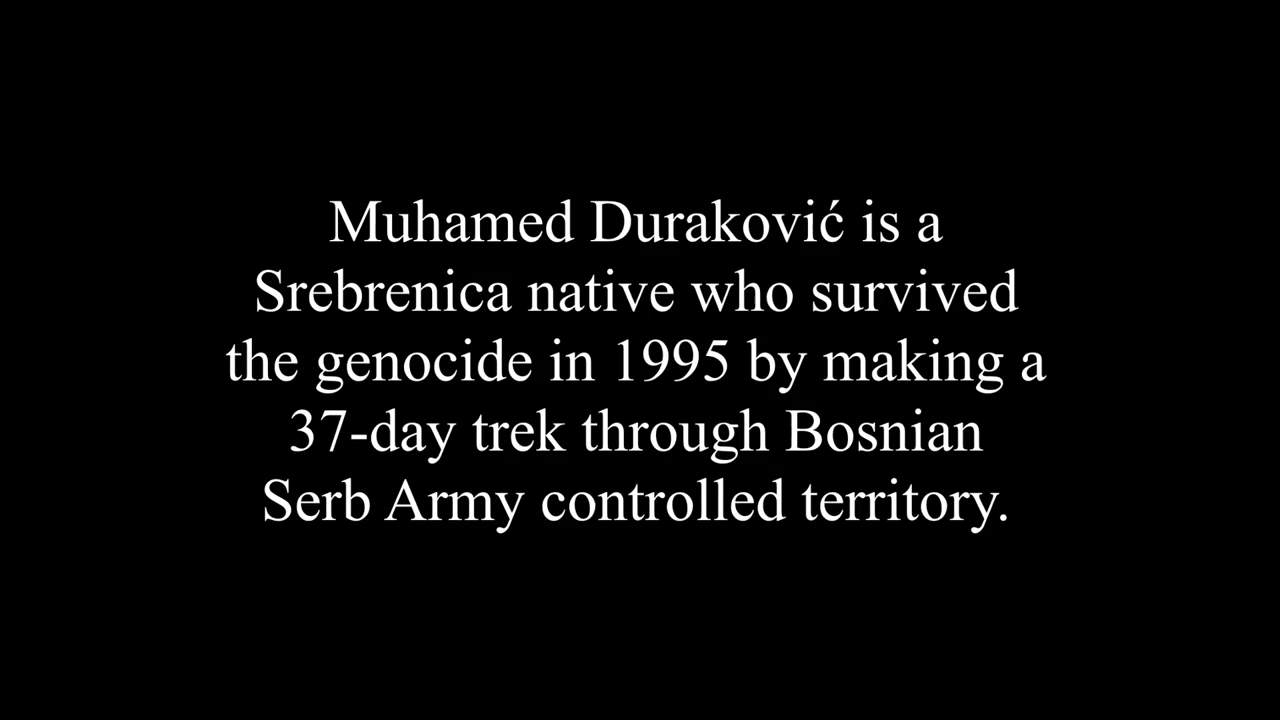 Muhamed Duraković is a
Srebrenica native who survived
the genocide in 1995 by making a
37-day trek through Bosnian
Serb Army controlled territory.